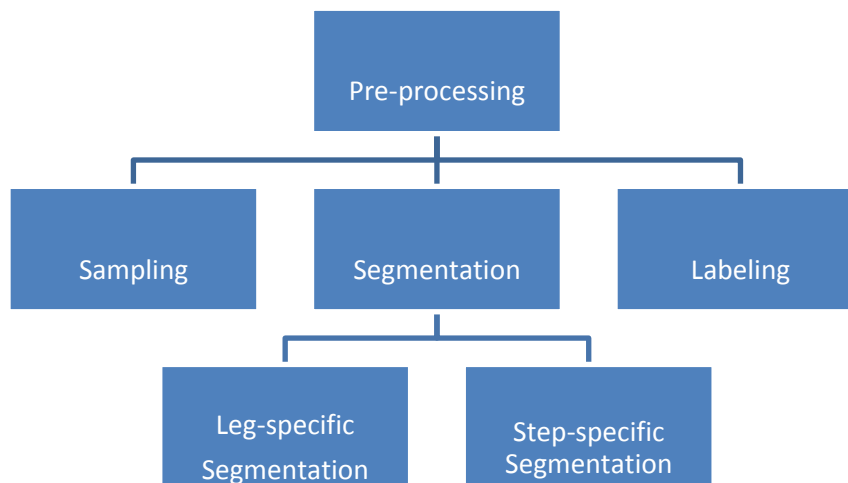 Pre-processing
Sampling
Segmentation
Labeling
Leg-specific
Segmentation
Step-specific
Segmentation